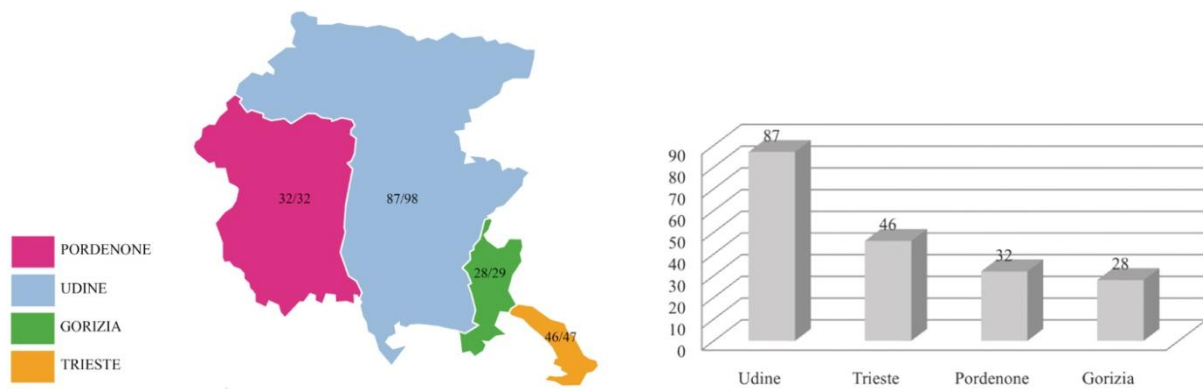 32/32
87/98
28/29
46/47
PORDENONE
UDINE
GORIZIA
TRIESTE
90
80
70
60
50
40
30
20
10
0
87
46
32
28
Udine
Trieste
Pordenone
Gorizia